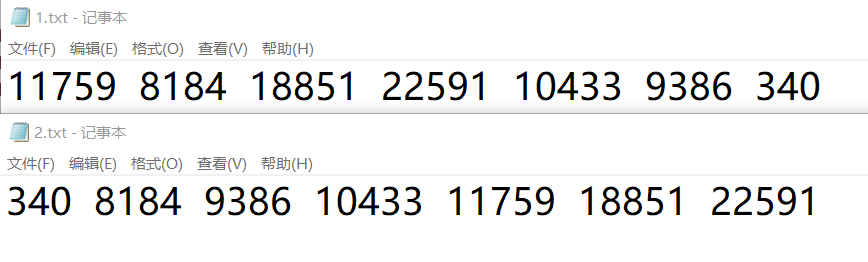 1.txt - 记事本
文件(F) 编辑(E) 格式(O) 查看(V) 帮助(H)
11759 8184 18851 22591 10433 9386 340
2.txt - 记事本
文件(F) 编辑(E) 格式(O) 查看(V) 帮助(H)
340 8184 9386 10433 11759 18851 22591